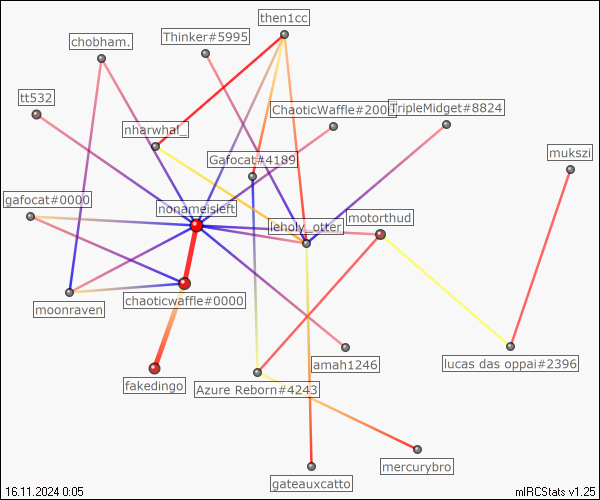 then1cc
Thinker#5995
chobham.
tt532
ChaoticWaffle#200
TripleMidget#8824
nharwhal_
Gafocat#4189
mukszi
gafocat#0000
nonameisleft
leholy_otter
motorthud
chaoticwaffle#0000
moonraven
amah1246
lucas das oppai#2396
fakedingo
Azure Reborn#4243
mercurybro
gateauxcatto
16.11.2024 0:05
mIRCStats v1.25